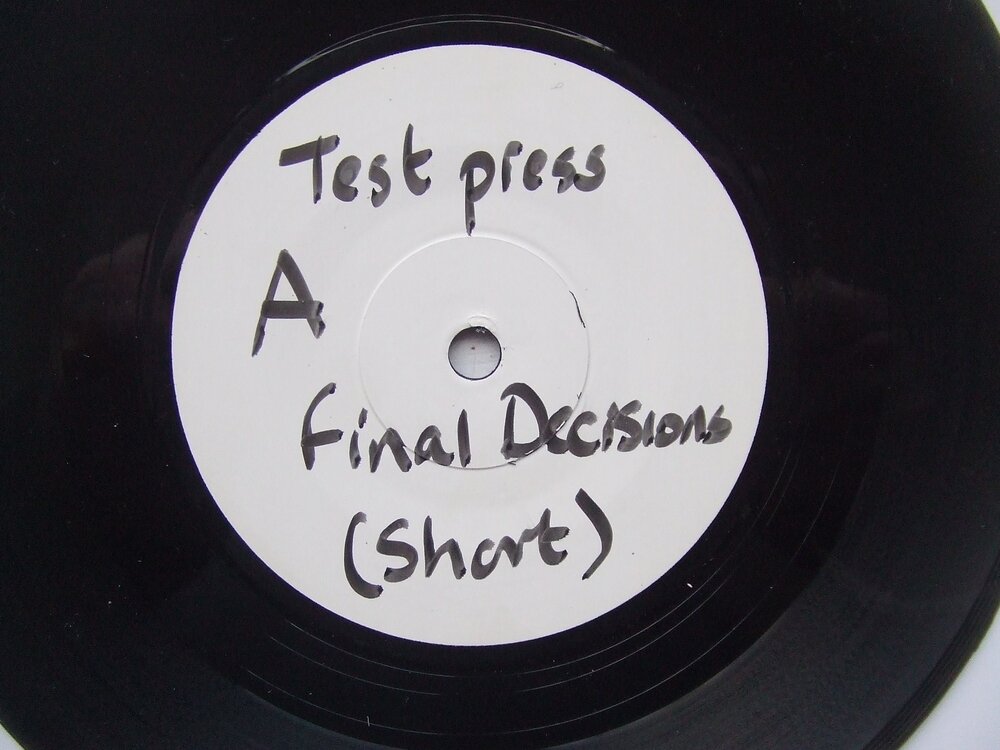 Test press
A
Final Decisions
(Short)